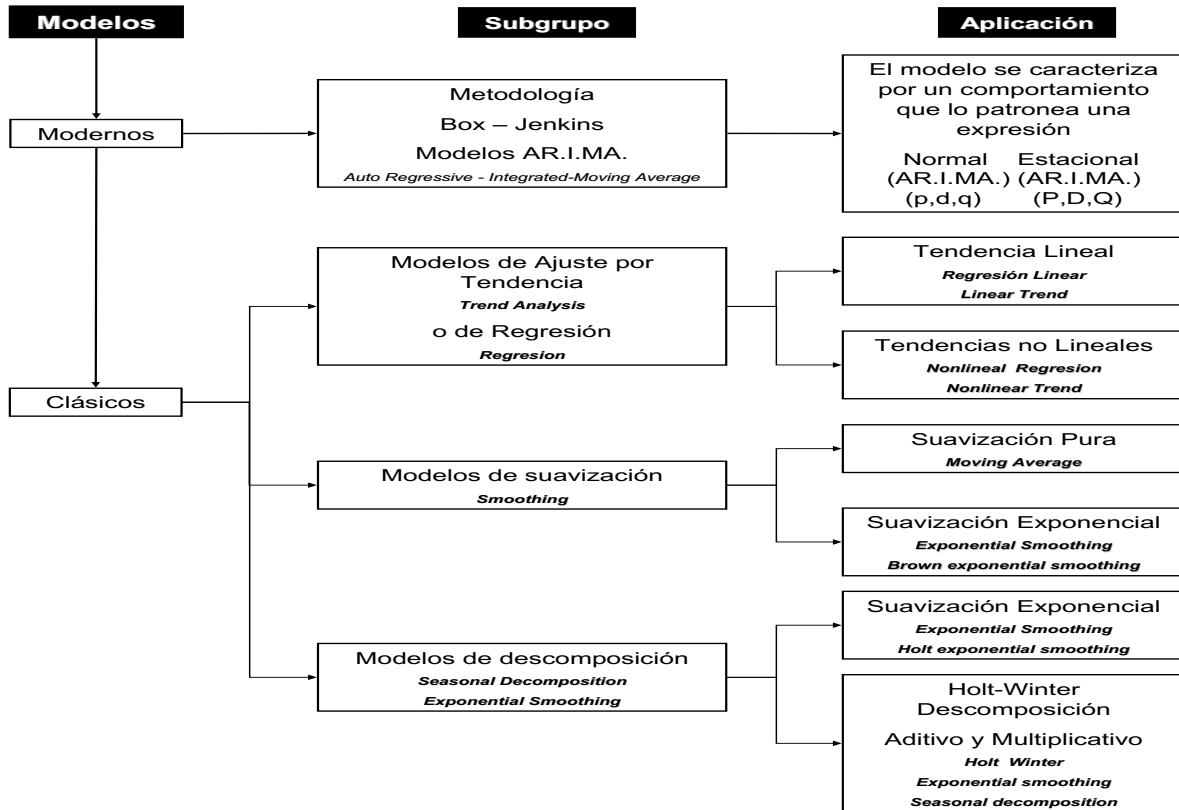 Modelos
Subgrupo
Aplicación
Modernos
Metodología
Box – Jenkins
Modelos AR.I.MA.
Auto Regressive - Integrated-Moving Average
El modelo se caracteriza
por un comportamiento
que lo patronea una
expresión
Normal Estacional
(AR.I.MA.) (AR.I.MA.)
(p,d,q) (P,D,Q)
Clásicos
Modelos de Ajuste por
Tendencia
Trend Analysis
o de Regresión
Regresion
Tendencia Lineal
Regresión Linear
Linear Trend
Tendencias no Lineales
Nonlineal Regresion
Nonlinear Trend
Modelos de suavización
Smoothing
Suavización Pura
Moving Average
Suavización Exponencial
Exponential Smoothing
Brown exponential smoothing
Modelos de descomposición
Seasonal Decomposition
Exponential Smoothing
Suavización Exponencial
Exponential Smoothing
Holt exponential smoothing
Holt-Winter
Descomposición
Aditivo y Multiplicativo
Holt Winter
Exponential smoothing
Seasonal decomposition